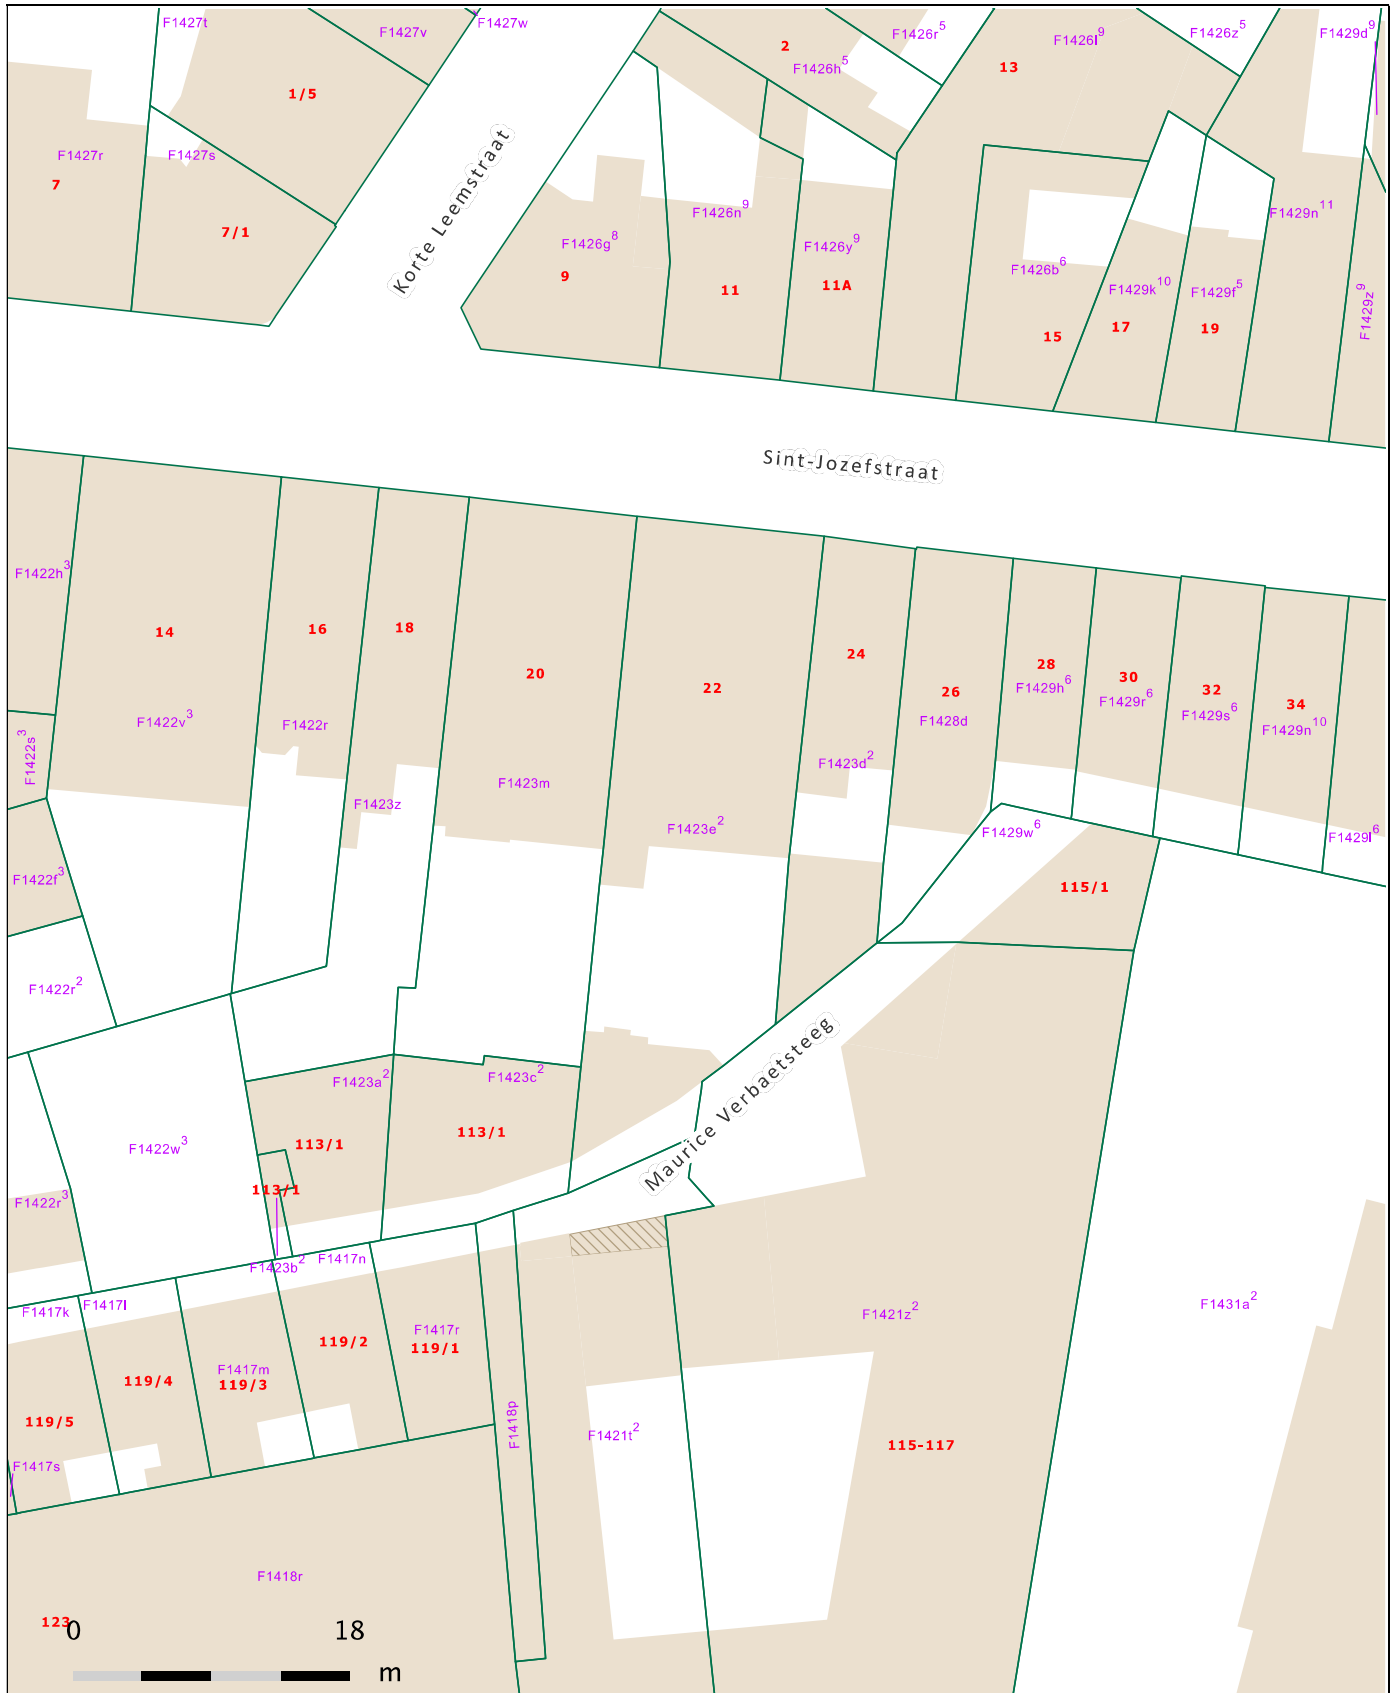 F1427t
F1427v
F1427w
2
F1426r⁵
F1426l⁹
F1426z⁵
F1429d⁹
F1426h⁵
13
1/5
F1427r
F1427s
7
7/1
Korte Leemstraat
F1426g⁸
9
F1426n⁹
11
F1426y⁹
11A
F1426b⁶
15
F1429k¹⁰
17
F1429f⁵
19
F1429n¹¹
F1429z⁹
Sint-Jozefstraat
F1422h³
14
16
18
20
22
24
26
28
F1429h⁶
30
F1429r⁶
32
F1429s⁶
34
F1429n¹⁰
F1422s³
F1422v³
F1422r
F1423z
F1423m
F1423e²
F1423d²
F1428d
F1429w⁶
F1429l⁶
F1422f³
115/1
F1422r²
Maurice Verbaetsteeg
F1423a²
F1423c²
F1422w³
113/1
113/1
113/1
F1422r³
F1423b²
F1417n
F1417k
F1417l
F1421z²
F1431a²
119/2
F1417r
119/1
F1417m
119/3
119/4
119/5
F1417s
F1418p
F1421t²
115-117
F1418r
123
0
18
m